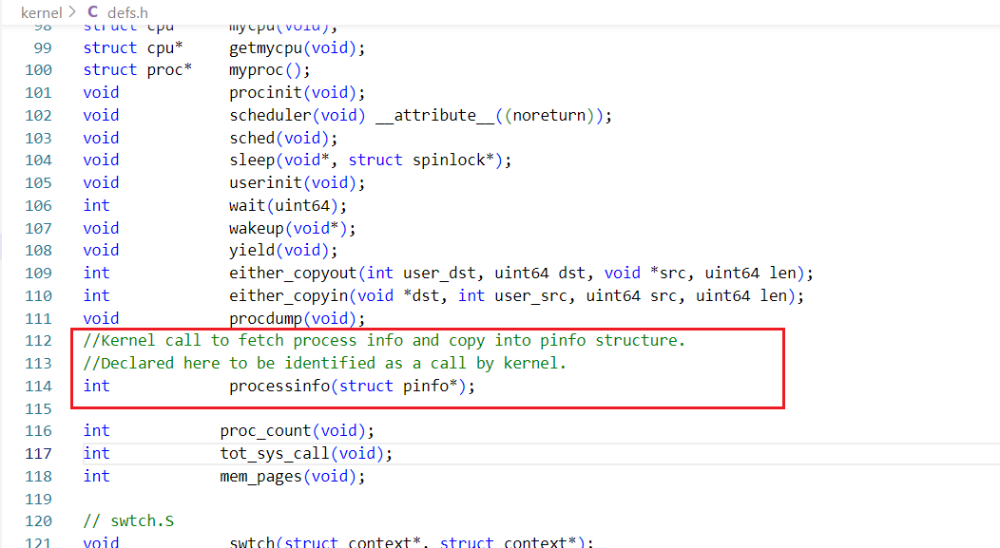 kernel > C defs.h
98 struct cpu* mycpu(void);
99 struct cpu* getmycpu(void);
100 struct proc* myproc();
101 void procinit(void);
102 void scheduler(void) __attribute__((noreturn));
103 void sched(void);
104 void sleep(void*, struct spinlock*);
105 void userinit(void);
106 int wait(uint64);
107 void wakeup(void*);
108 void yield(void);
109 int either_copyout(int user_dst, uint64 dst, void *src, uint64 len);
110 int either_copyin(void *dst, int user_src, uint64 src, uint64 len);
111 void procdump(void);
112 //Kernel call to fetch process info and copy into pinfo structure.
113 //Declared here to be identified as a call by kernel.
114 int processinfo(struct pinfo*);
115
116 int proc_count(void);
117 int tot_sys_call(void);
118 int mem_pages(void);
119
120 // swtch.S
121 void swtch(struct context*, struct context*);